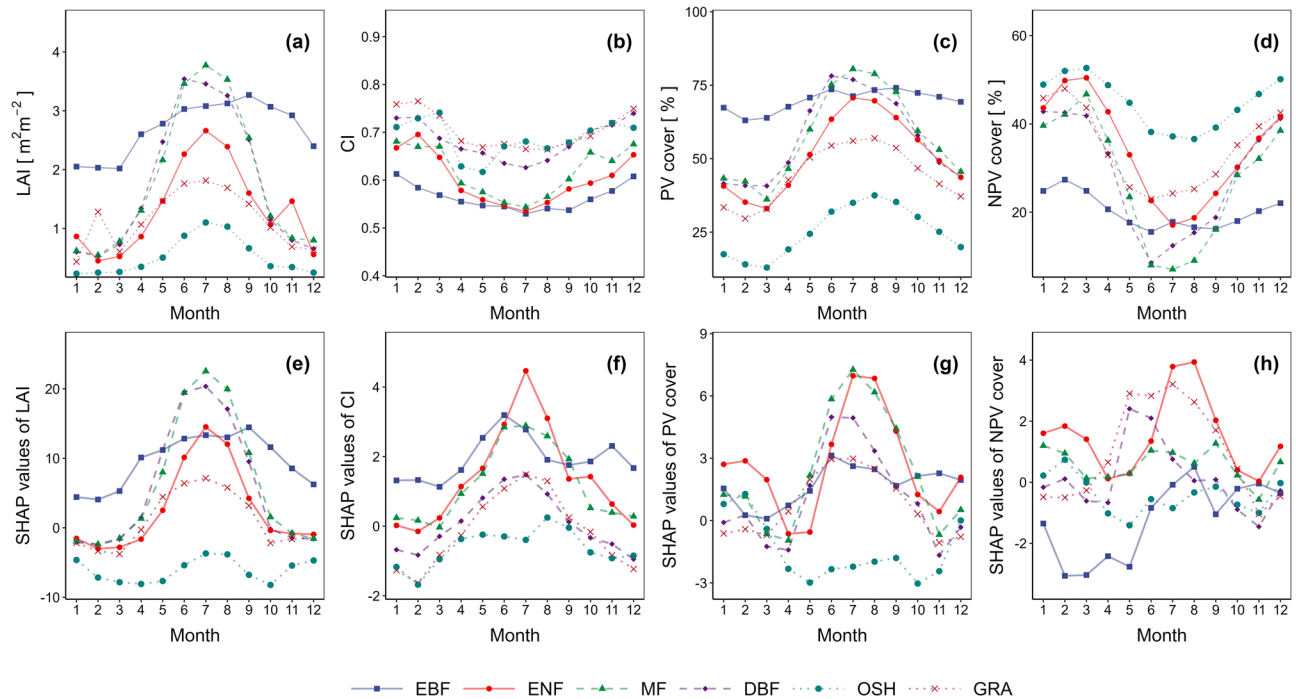 (a) (b) (c) (d)
LAI [ m²m⁻² ]
4
3
2
1
1 2 3 4 5 6 7 8 9 10 11 12
Month
CI
0.9
0.8
0.7
0.6
0.5
0.4
1 2 3 4 5 6 7 8 9 10 11 12
Month
PV cover [ % ]
100
75
50
25
1 2 3 4 5 6 7 8 9 10 11 12
Month
NPV cover [ % ]
60
40
20
1 2 3 4 5 6 7 8 9 10 11 12
Month
(e) (f) (g) (h)
SHAP values of LAI
20
10
0
-10
1 2 3 4 5 6 7 8 9 10 11 12
Month
SHAP values of CI
4
2
0
-2
1 2 3 4 5 6 7 8 9 10 11 12
Month
SHAP values of PV cover
9
6
3
0
-3
1 2 3 4 5 6 7 8 9 10 11 12
Month
SHAP values of NPV cover
4
2
0
-2
1 2 3 4 5 6 7 8 9 10 11 12
Month
EBF ENF MF DBF OSH GRA